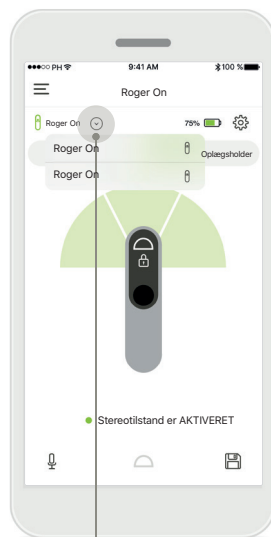 PH 9:41 AM 100 %
Roger On
Roger On 75%
Roger On
Oplægsholder
Roger On
Stereotilstand er AKTIVERET